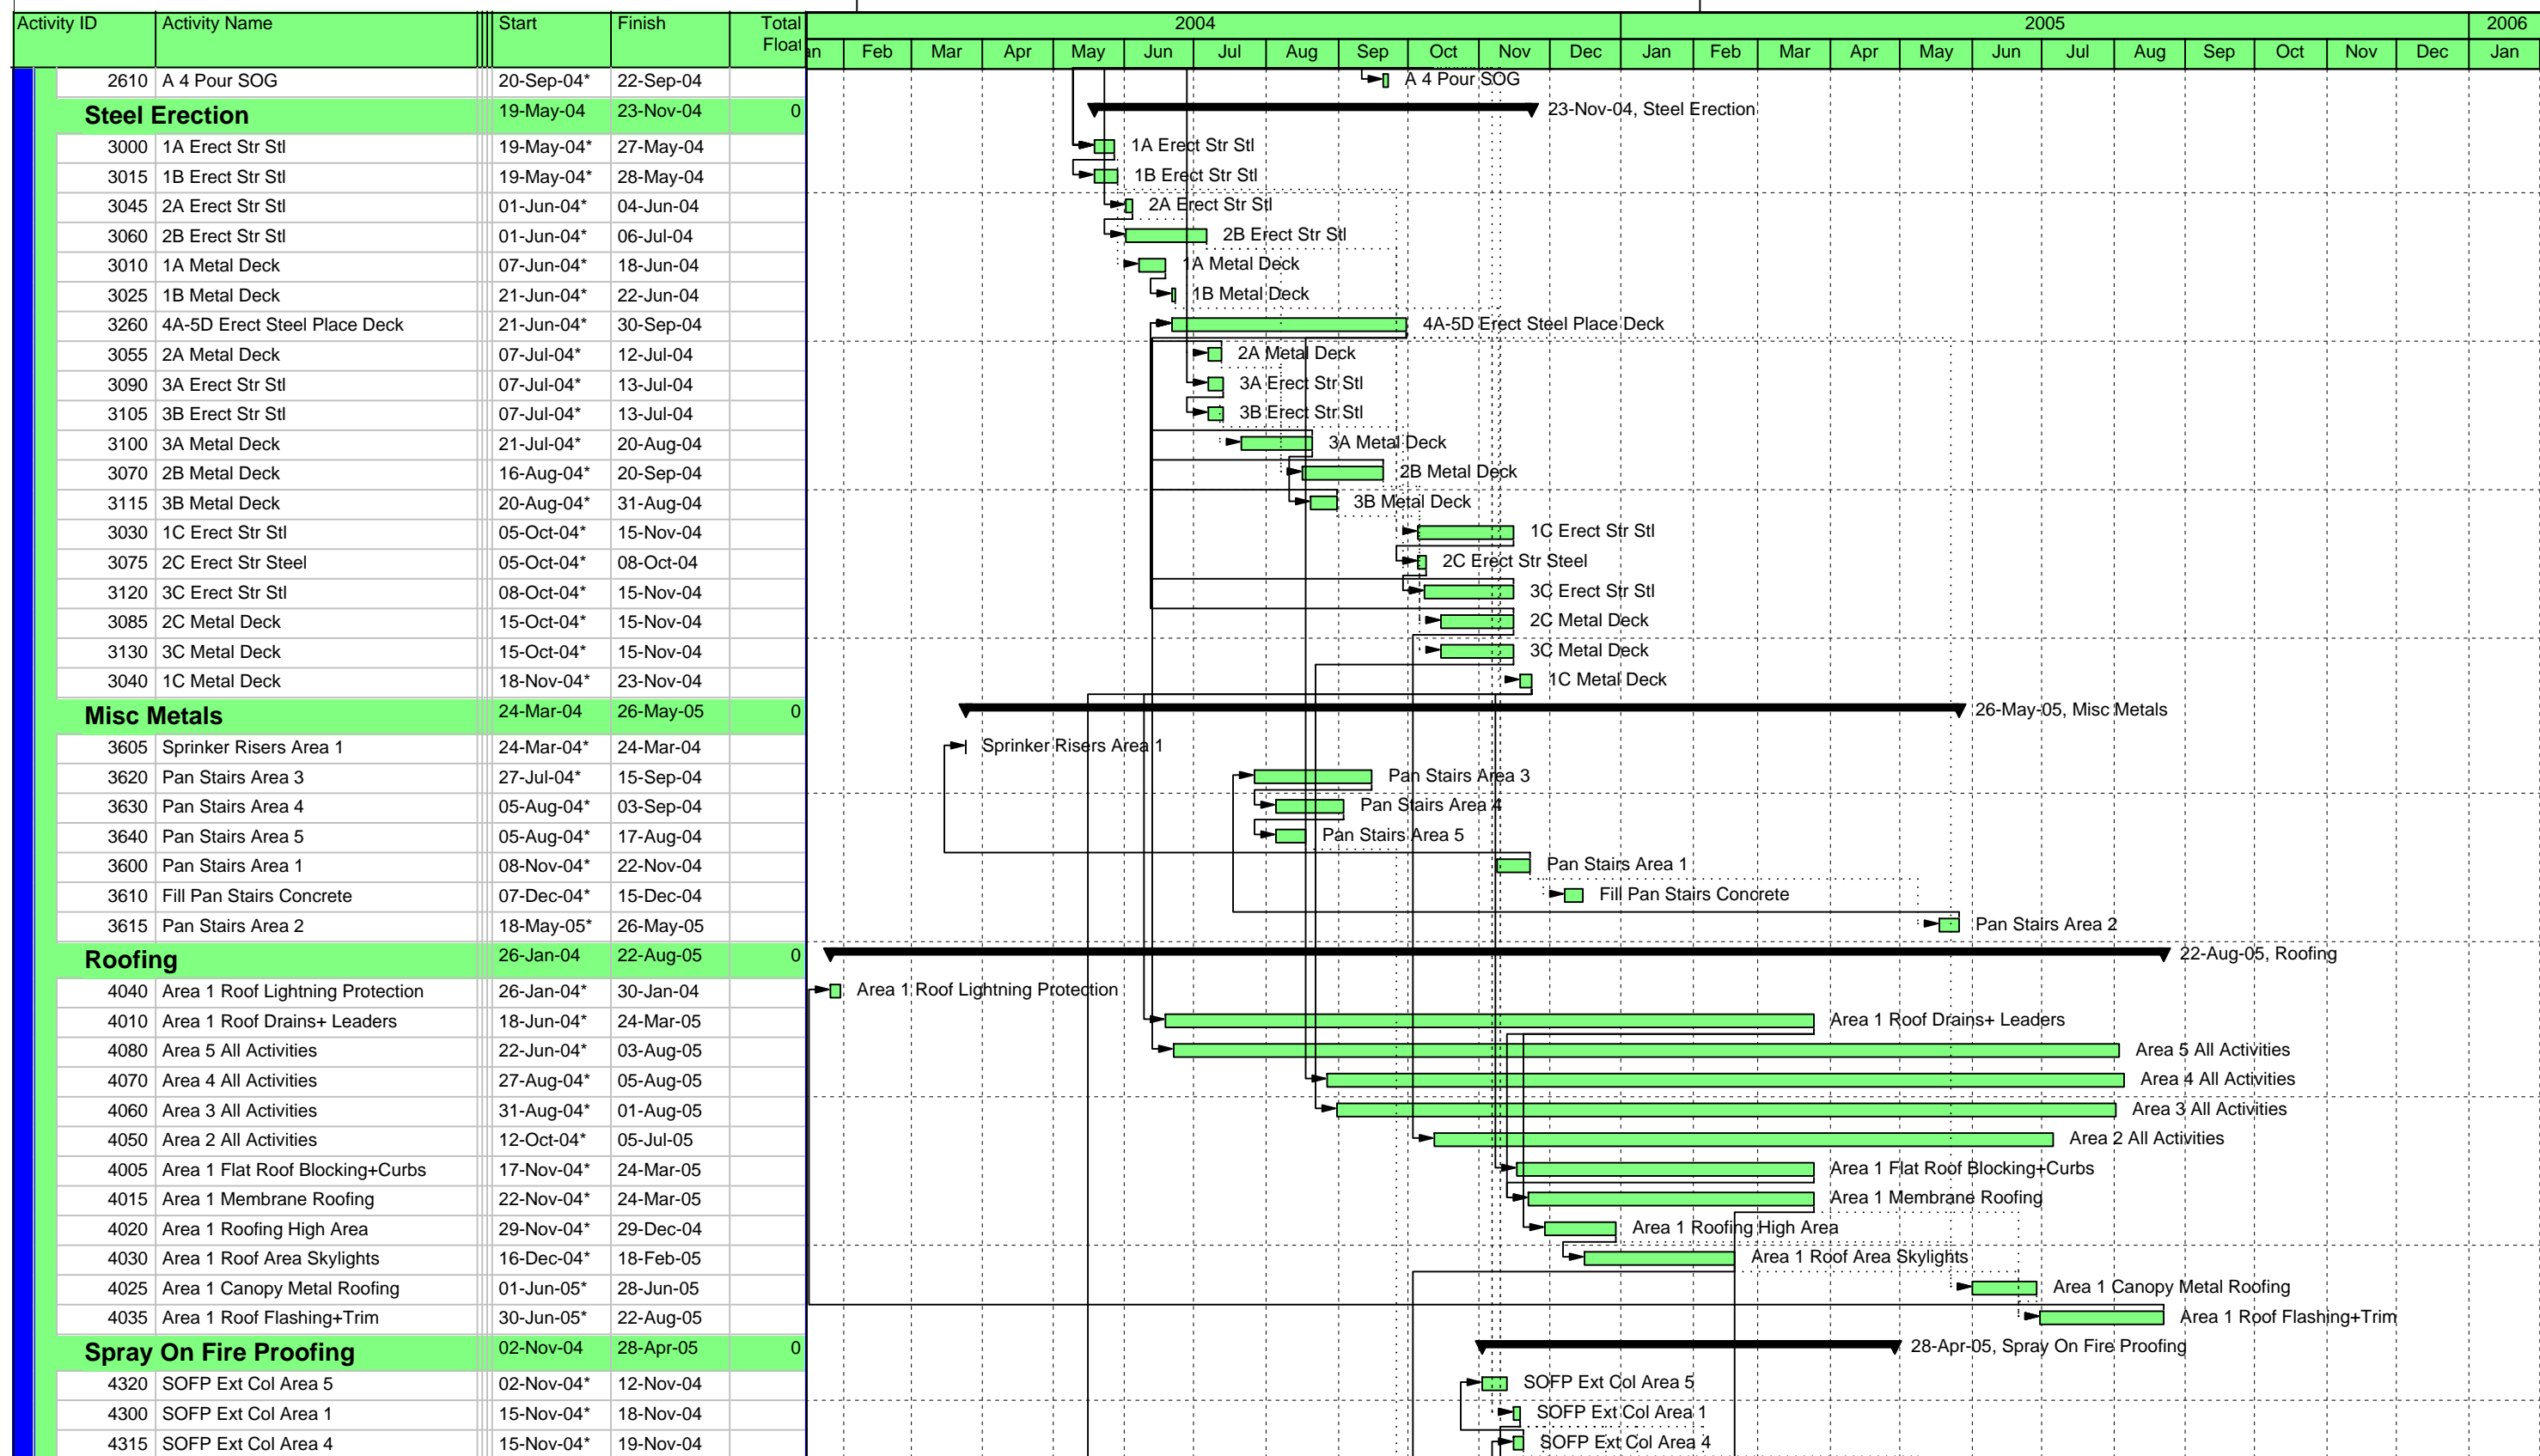 Activity ID Activity Name Start Finish Total Float 2004 2005 2006
an Feb Mar Apr May Jun Jul Aug Sep Oct Nov Dec Jan Feb Mar Apr May Jun Jul Aug Sep Oct Nov Dec Jan
2610 A 4 Pour SOG 20-Sep-04* 22-Sep-04 A 4 Pour SOG
Steel Erection 19-May-04 23-Nov-04 0 23-Nov-04, Steel Erection
3000 1A Erect Str Stl 19-May-04* 27-May-04 1A Erect Str Stl
3015 1B Erect Str Stl 19-May-04* 28-May-04 1B Erect Str Stl
3045 2A Erect Str Stl 01-Jun-04* 04-Jun-04 2A Erect Str Stl
3060 2B Erect Str Stl 01-Jun-04* 06-Jul-04 2B Erect Str Stl
3010 1A Metal Deck 07-Jun-04* 18-Jun-04 1A Metal Deck
3025 1B Metal Deck 21-Jun-04* 22-Jun-04 1B Metal Deck
3260 4A-5D Erect Steel Place Deck 21-Jun-04* 30-Sep-04 4A-5D Erect Steel Place Deck
3055 2A Metal Deck 07-Jul-04* 12-Jul-04 2A Metal Deck
3090 3A Erect Str Stl 07-Jul-04* 13-Jul-04 3A Erect Str Stl
3105 3B Erect Str Stl 07-Jul-04* 13-Jul-04 3B Erect Str Stl
3100 3A Metal Deck 21-Jul-04* 20-Aug-04 3A Metal Deck
3070 2B Metal Deck 16-Aug-04* 20-Sep-04 2B Metal Deck
3115 3B Metal Deck 20-Aug-04* 31-Aug-04 3B Metal Deck
3030 1C Erect Str Stl 05-Oct-04* 15-Nov-04 1C Erect Str Stl
3075 2C Erect Str Steel 05-Oct-04* 08-Oct-04 2C Erect Str Steel
3120 3C Erect Str Stl 08-Oct-04* 15-Nov-04 3C Erect Str Stl
3085 2C Metal Deck 15-Oct-04* 15-Nov-04 2C Metal Deck
3130 3C Metal Deck 15-Oct-04* 15-Nov-04 3C Metal Deck
3040 1C Metal Deck 18-Nov-04* 23-Nov-04 1C Metal Deck
Misc Metals 24-Mar-04 26-May-05 0 26-May-05, Misc Metals
3605 Sprinker Risers Area 1 24-Mar-04* 24-Mar-04 Sprinker Risers Area 1
3620 Pan Stairs Area 3 27-Jul-04* 15-Sep-04 Pan Stairs Area 3
3630 Pan Stairs Area 4 05-Aug-04* 03-Sep-04 Pan Stairs Area 4
3640 Pan Stairs Area 5 05-Aug-04* 17-Aug-04 Pan Stairs Area 5
3600 Pan Stairs Area 1 08-Nov-04* 22-Nov-04 Pan Stairs Area 1
3610 Fill Pan Stairs Concrete 07-Dec-04* 15-Dec-04 Fill Pan Stairs Concrete
3615 Pan Stairs Area 2 18-May-05* 26-May-05 Pan Stairs Area 2
Roofing 26-Jan-04 22-Aug-05 0 22-Aug-05, Roofing
4040 Area 1 Roof Lightning Protection 26-Jan-04* 30-Jan-04 Area 1 Roof Lightning Protection
4010 Area 1 Roof Drains+ Leaders 18-Jun-04* 24-Mar-05 Area 1 Roof Drains+ Leaders
4080 Area 5 All Activities 22-Jun-04* 03-Aug-05 Area 5 All Activities
4070 Area 4 All Activities 27-Aug-04* 05-Aug-05 Area 4 All Activities
4060 Area 3 All Activities 31-Aug-04* 01-Aug-05 Area 3 All Activities
4050 Area 2 All Activities 12-Oct-04* 05-Jul-05 Area 2 All Activities
4005 Area 1 Flat Roof Blocking+Curbs 17-Nov-04* 24-Mar-05 Area 1 Flat Roof Blocking+Curbs
4015 Area 1 Membrane Roofing 22-Nov-04* 24-Mar-05 Area 1 Membrane Roofing
4020 Area 1 Roofing High Area 29-Nov-04* 29-Dec-04 Area 1 Roofing High Area
4030 Area 1 Roof Area Skylights 16-Dec-04* 18-Feb-05 Area 1 Roof Area Skylights
4025 Area 1 Canopy Metal Roofing 01-Jun-05* 28-Jun-05 Area 1 Canopy Metal Roofing
4035 Area 1 Roof Flashing+Trim 30-Jun-05* 22-Aug-05 Area 1 Roof Flashing+Trim
Spray On Fire Proofing 02-Nov-04 28-Apr-05 0 28-Apr-05, Spray On Fire Proofing
4320 SOFP Ext Col Area 5 02-Nov-04* 12-Nov-04 SOFP Ext Col Area 5
4300 SOFP Ext Col Area 1 15-Nov-04* 18-Nov-04 SOFP Ext Col Area 1
4315 SOFP Ext Col Area 4 15-Nov-04* 19-Nov-04 SOFP Ext Col Area 4